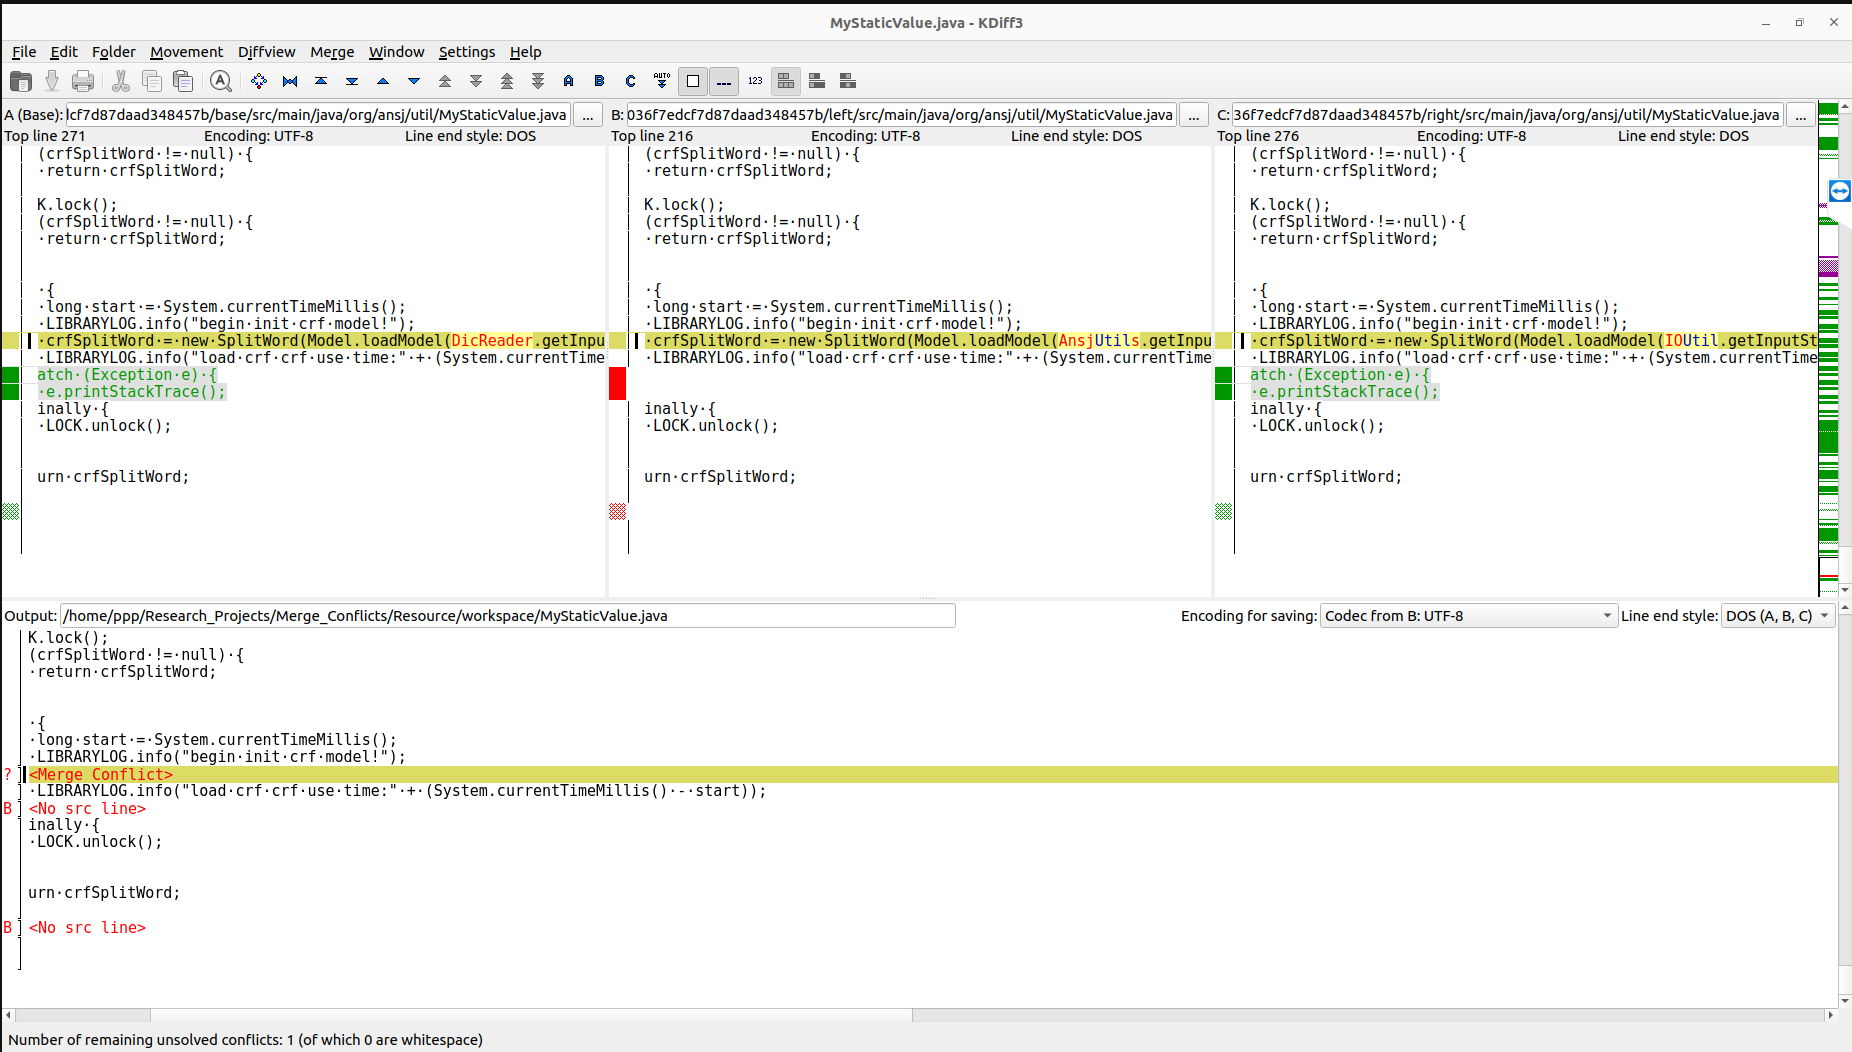 MyStaticValue.java - KDiff3
File Edit Folder Movement Diffview Merge Window Settings Help
A B C AUTO 123
A (Base): lcf7d87daad348457b/base/src/main/java/org/ansj/util/MyStaticValue.java ... B: 036f7edcf7d87daad348457b/left/src/main/java/org/ansj/util/MyStaticValue.java ... C: 36f7edcf7d87daad348457b/right/src/main/java/org/ansj/util/MyStaticValue.java ...
Top line 271 Encoding: UTF-8 Line end style: DOS Top line 216 Encoding: UTF-8 Line end style: DOS Top line 276 Encoding: UTF-8 Line end style: DOS
(crfSplitWord·!=·null)·{
·return·crfSplitWord;
K.lock();
(crfSplitWord·!=·null)·{
·return·crfSplitWord;
·{
·long·start·=·System.currentTimeMillis();
·LIBRARYLOG.info("begin·init·crf·model!");
·crfSplitWord·=·new·SplitWord(Model.loadModel(DicReader.getInpu
·LIBRARYLOG.info("load·crf·crf·use·time:"·+·(System.currentTime
atch·(Exception·e)·{
·e.printStackTrace();
inally·{
·LOCK.unlock();
urn·crfSplitWord;
(crfSplitWord·!=·null)·{
·return·crfSplitWord;
K.lock();
(crfSplitWord·!=·null)·{
·return·crfSplitWord;
·{
·long·start·=·System.currentTimeMillis();
·LIBRARYLOG.info("begin·init·crf·model!");
·crfSplitWord·=·new·SplitWord(Model.loadModel(AnsjUtils.getInpu
·LIBRARYLOG.info("load·crf·crf·use·time:"·+·(System.currentTime
inally·{
·LOCK.unlock();
urn·crfSplitWord;
(crfSplitWord·!=·null)·{
·return·crfSplitWord;
K.lock();
(crfSplitWord·!=·null)·{
·return·crfSplitWord;
·{
·long·start·=·System.currentTimeMillis();
·LIBRARYLOG.info("begin·init·crf·model!");
·crfSplitWord·=·new·SplitWord(Model.loadModel(IOUtil.getInputSt
·LIBRARYLOG.info("load·crf·crf·use·time:"·+·(System.currentTime
atch·(Exception·e)·{
·e.printStackTrace();
inally·{
·LOCK.unlock();
urn·crfSplitWord;
Output: /home/ppp/Research_Projects/Merge_Conflicts/Resource/workspace/MyStaticValue.java Encoding for saving: Codec from B: UTF-8 Line end style: DOS (A, B, C)
K.lock();
(crfSplitWord·!=·null)·{
·return·crfSplitWord;
·{
·long·start·=·System.currentTimeMillis();
·LIBRARYLOG.info("begin·init·crf·model!");
? <Merge Conflict>
·LIBRARYLOG.info("load·crf·crf·use·time:"·+·(System.currentTimeMillis()·-·start));
B <No src line>
inally·{
·LOCK.unlock();
urn·crfSplitWord;
B <No src line>
Number of remaining unsolved conflicts: 1 (of which 0 are whitespace)